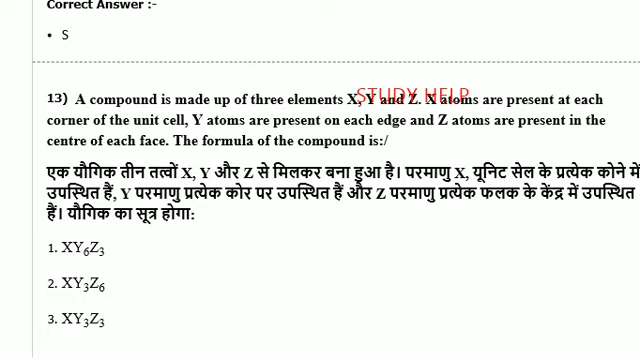 Correct Answer :-
• S
STUDY HELP
13) A compound is made up of three elements X, Y and Z. X atoms are present at each
corner of the unit cell, Y atoms are present on each edge and Z atoms are present in the
centre of each face. The formula of the compound is:/
एक यौगिक तीन तत्वों X, Y और Z से मिलकर बना हुआ है। परमाणु X, यूनिट सेल के प्रत्येक कोने में
उपस्थित हैं, Y परमाणु प्रत्येक कोर पर उपस्थित हैं और Z परमाणु प्रत्येक फलक के केंद्र में उपस्थित
हैं। यौगिक का सूत्र होगा:
1. XY₆Z₃
2. XY₃Z₆
3. XY₃Z₃